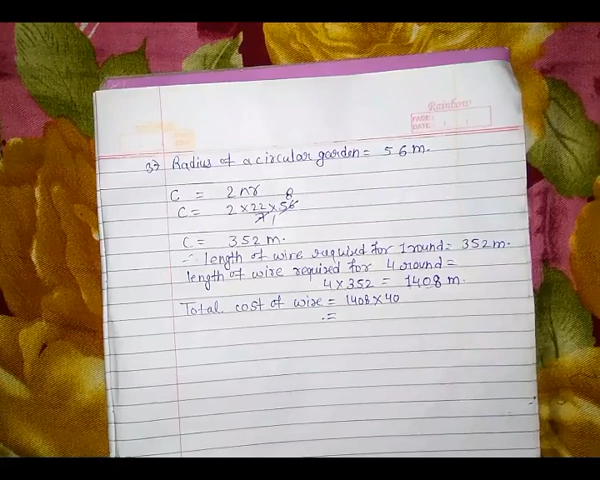 Rainbow
PAGE:
DATE:
3> Radius of a circular garden = 56 m.
C = 2πr
C = 2 × 22/7 × 56 8 1
C = 352 m.
∴ length of wire required for 1 round = 352 m.
length of wire required for 4 round =
4 × 352 = 1408 m.
Total cost of wire = 1408 × 40
.=